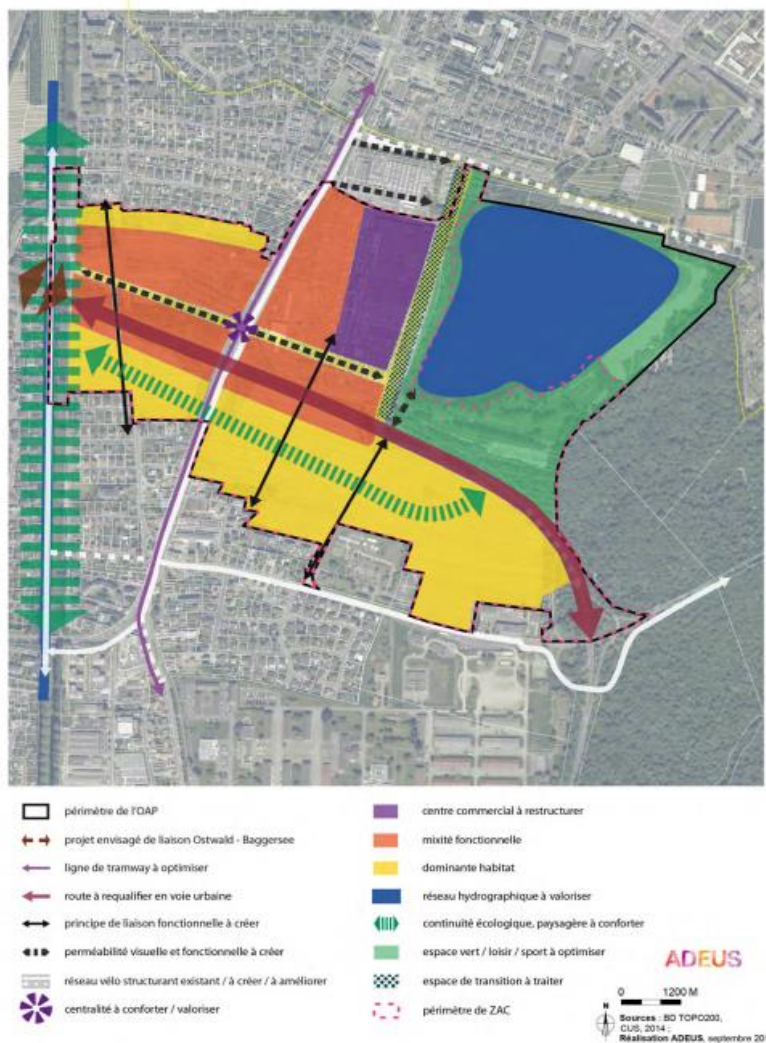 périmètre de l'OAP
projet envisagé de liaison Ostwald - Baggersee
ligne de tramway à optimiser
route à requalifier en voie urbaine
principe de liaison fonctionnelle à créer
perméabilité visuelle et fonctionnelle à créer
réseau vélo structurant existant / à créer / à améliorer
centralité à conforter / valoriser
centre commercial à restructurer
mixité fonctionnelle
dominante habitat
réseau hydrographique à valoriser
continuité écologique, paysagère à conforter
espace vert / loisir / sport à optimiser
espace de transition à traiter
périmètre de ZAC
ADEUS
0 1200 M
N
Sources : BD TOPO200,
CUS, 2014 ;
Réalisation ADEUS, septembre